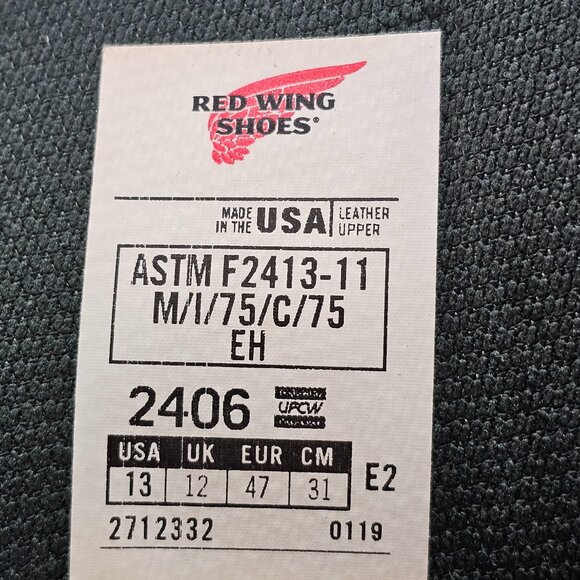 RED WING
SHOES®
MADE IN THE USA LEATHER UPPER
ASTM F2413-11
M/I/75/C/75
EH
2406 UFCW
USA UK EUR CM
13 12 47 31 E2
2712332 0119